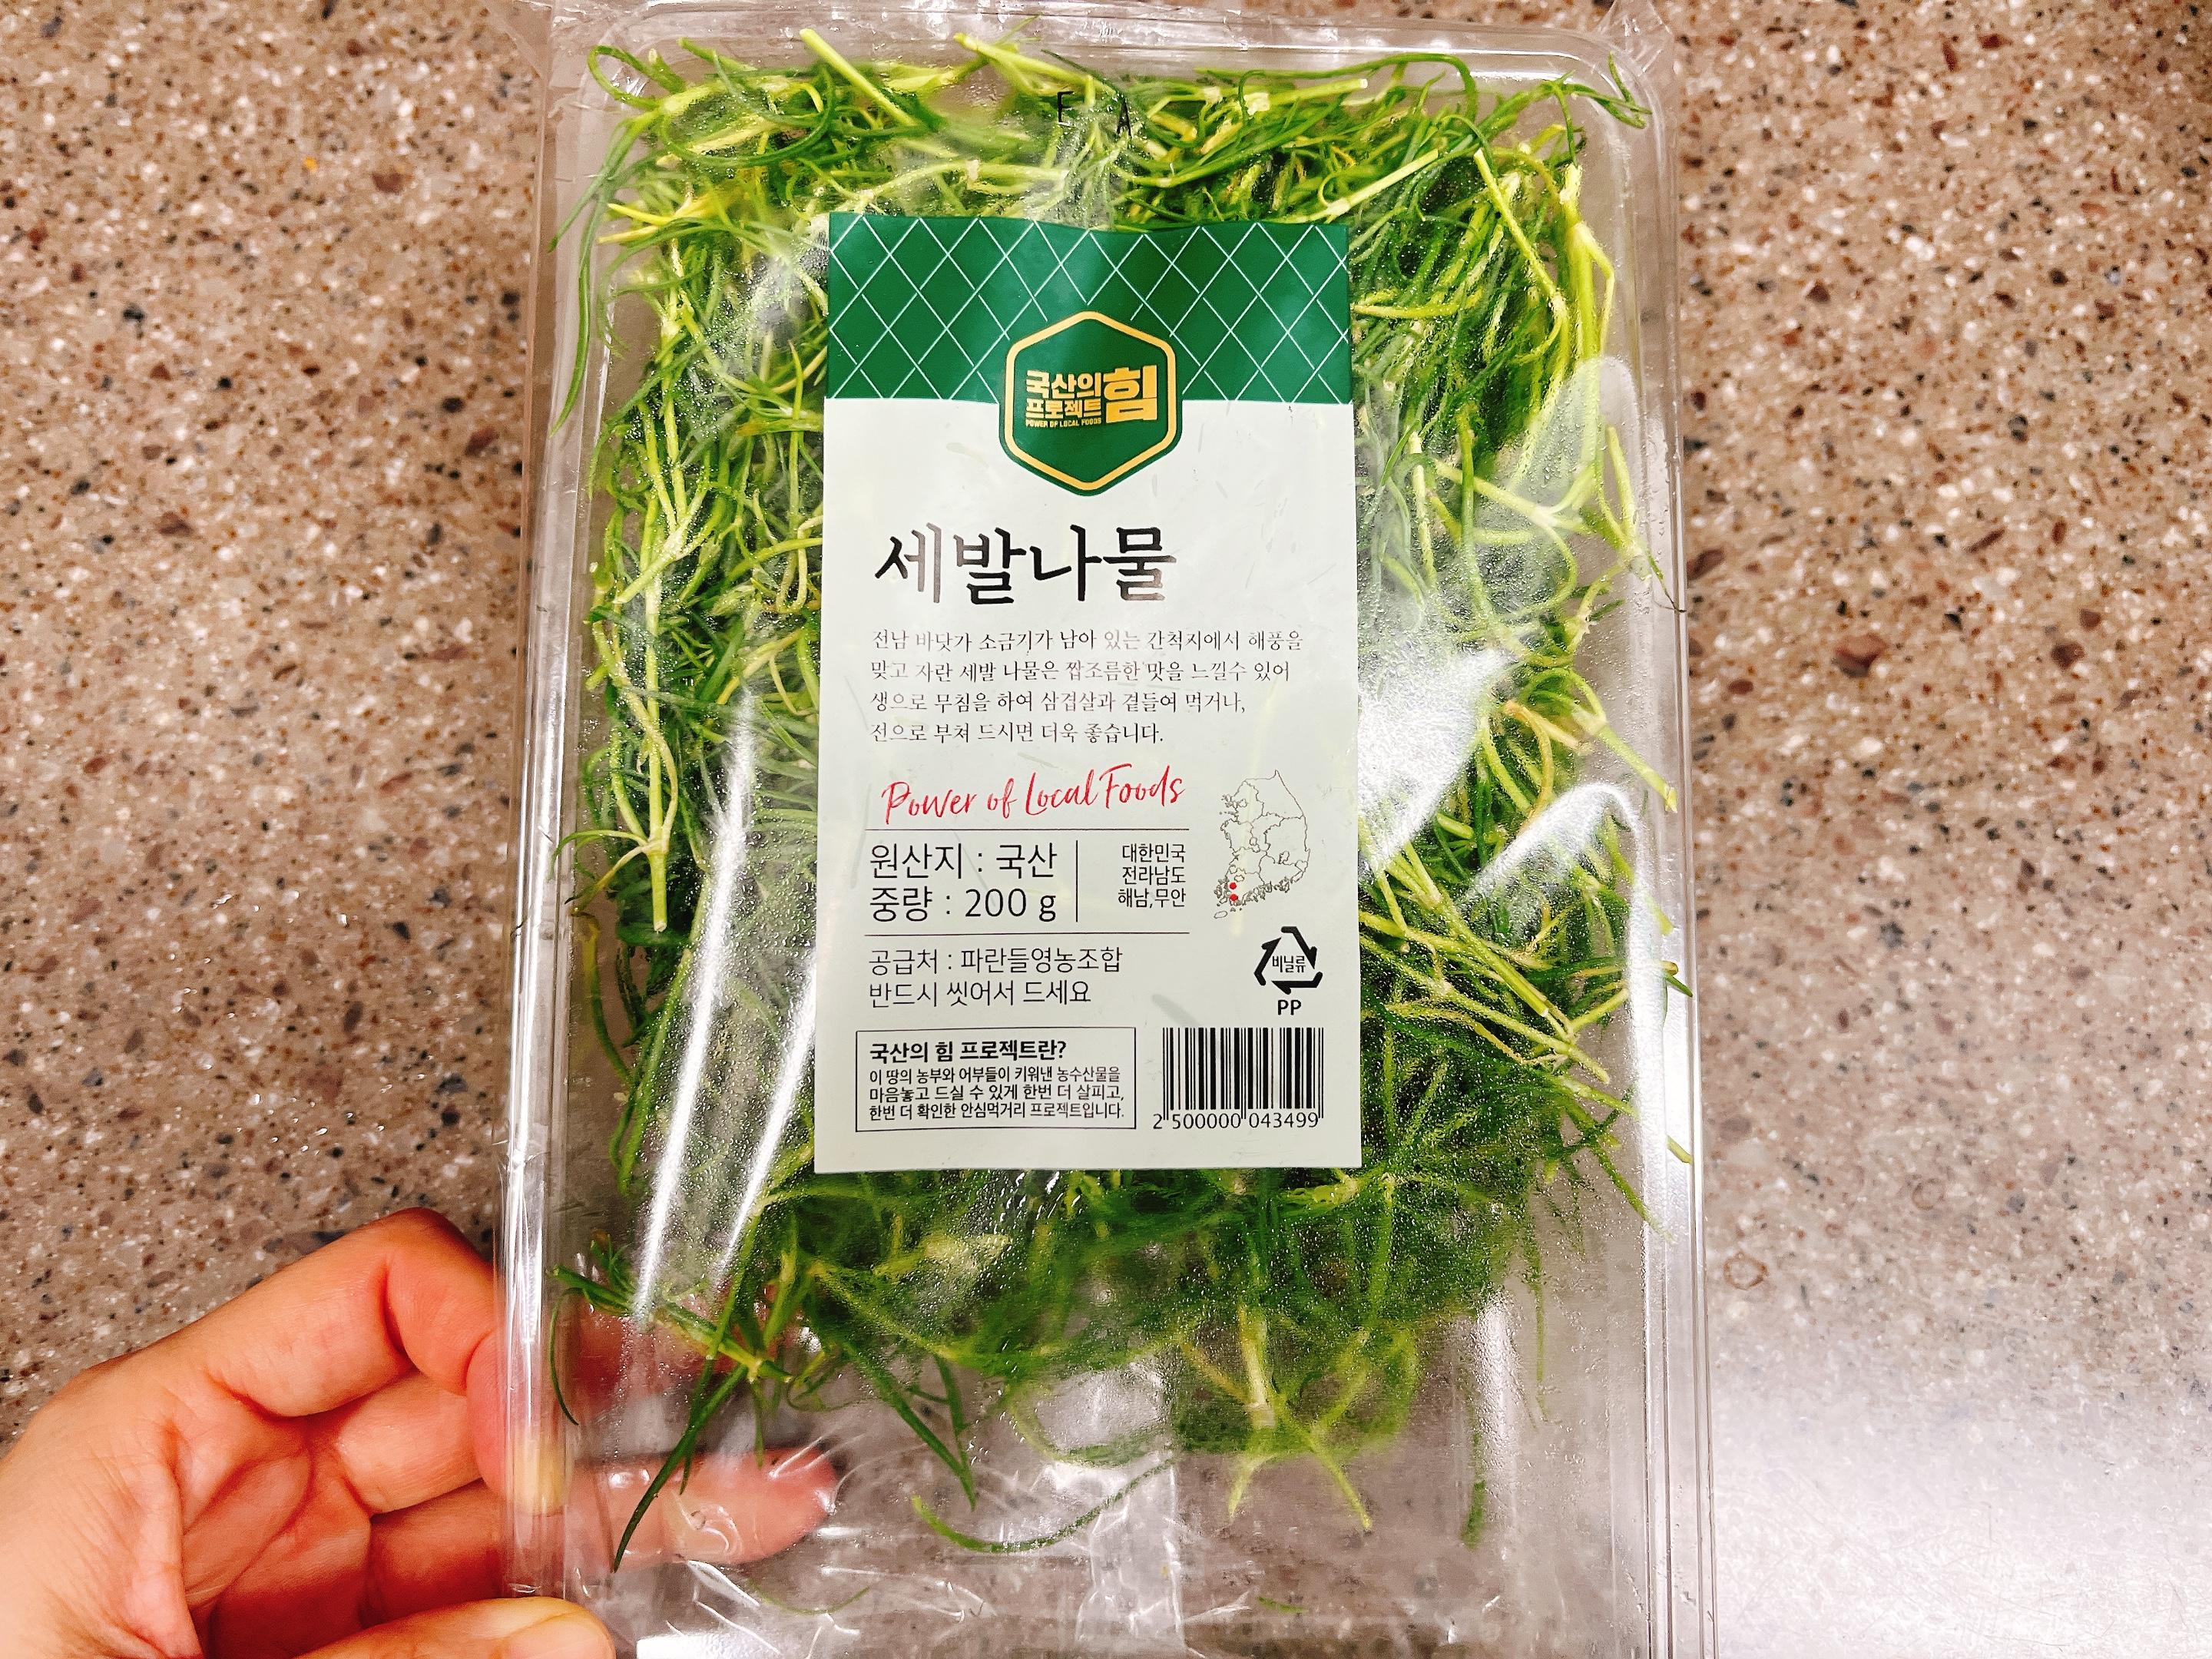 국산의 힘
프로젝트
POWER OF LOCAL FOODS
세발나물
전남 바닷가 소금기가 남아 있는 간척지에서 해풍을
맞고 자란 세발 나물은 짭조름한 맛을 느낄수 있어
생으로 무침을 하여 삼겹살과 곁들여 먹거나,
전으로 부쳐 드시면 더욱 좋습니다.
Power of Local Foods
원산지 : 국산
중량 : 200 g
대한민국
전라남도
해남,무안
공급처 : 파란들영농조합
반드시 씻어서 드세요
비닐류
PP
국산의 힘 프로젝트란?
이 땅의 농부와 어부들이 키워낸 농수산물을
마음놓고 드실 수 있게 한번 더 살피고,
한번 더 확인한 안심먹거리 프로젝트입니다.
2 500000 043499